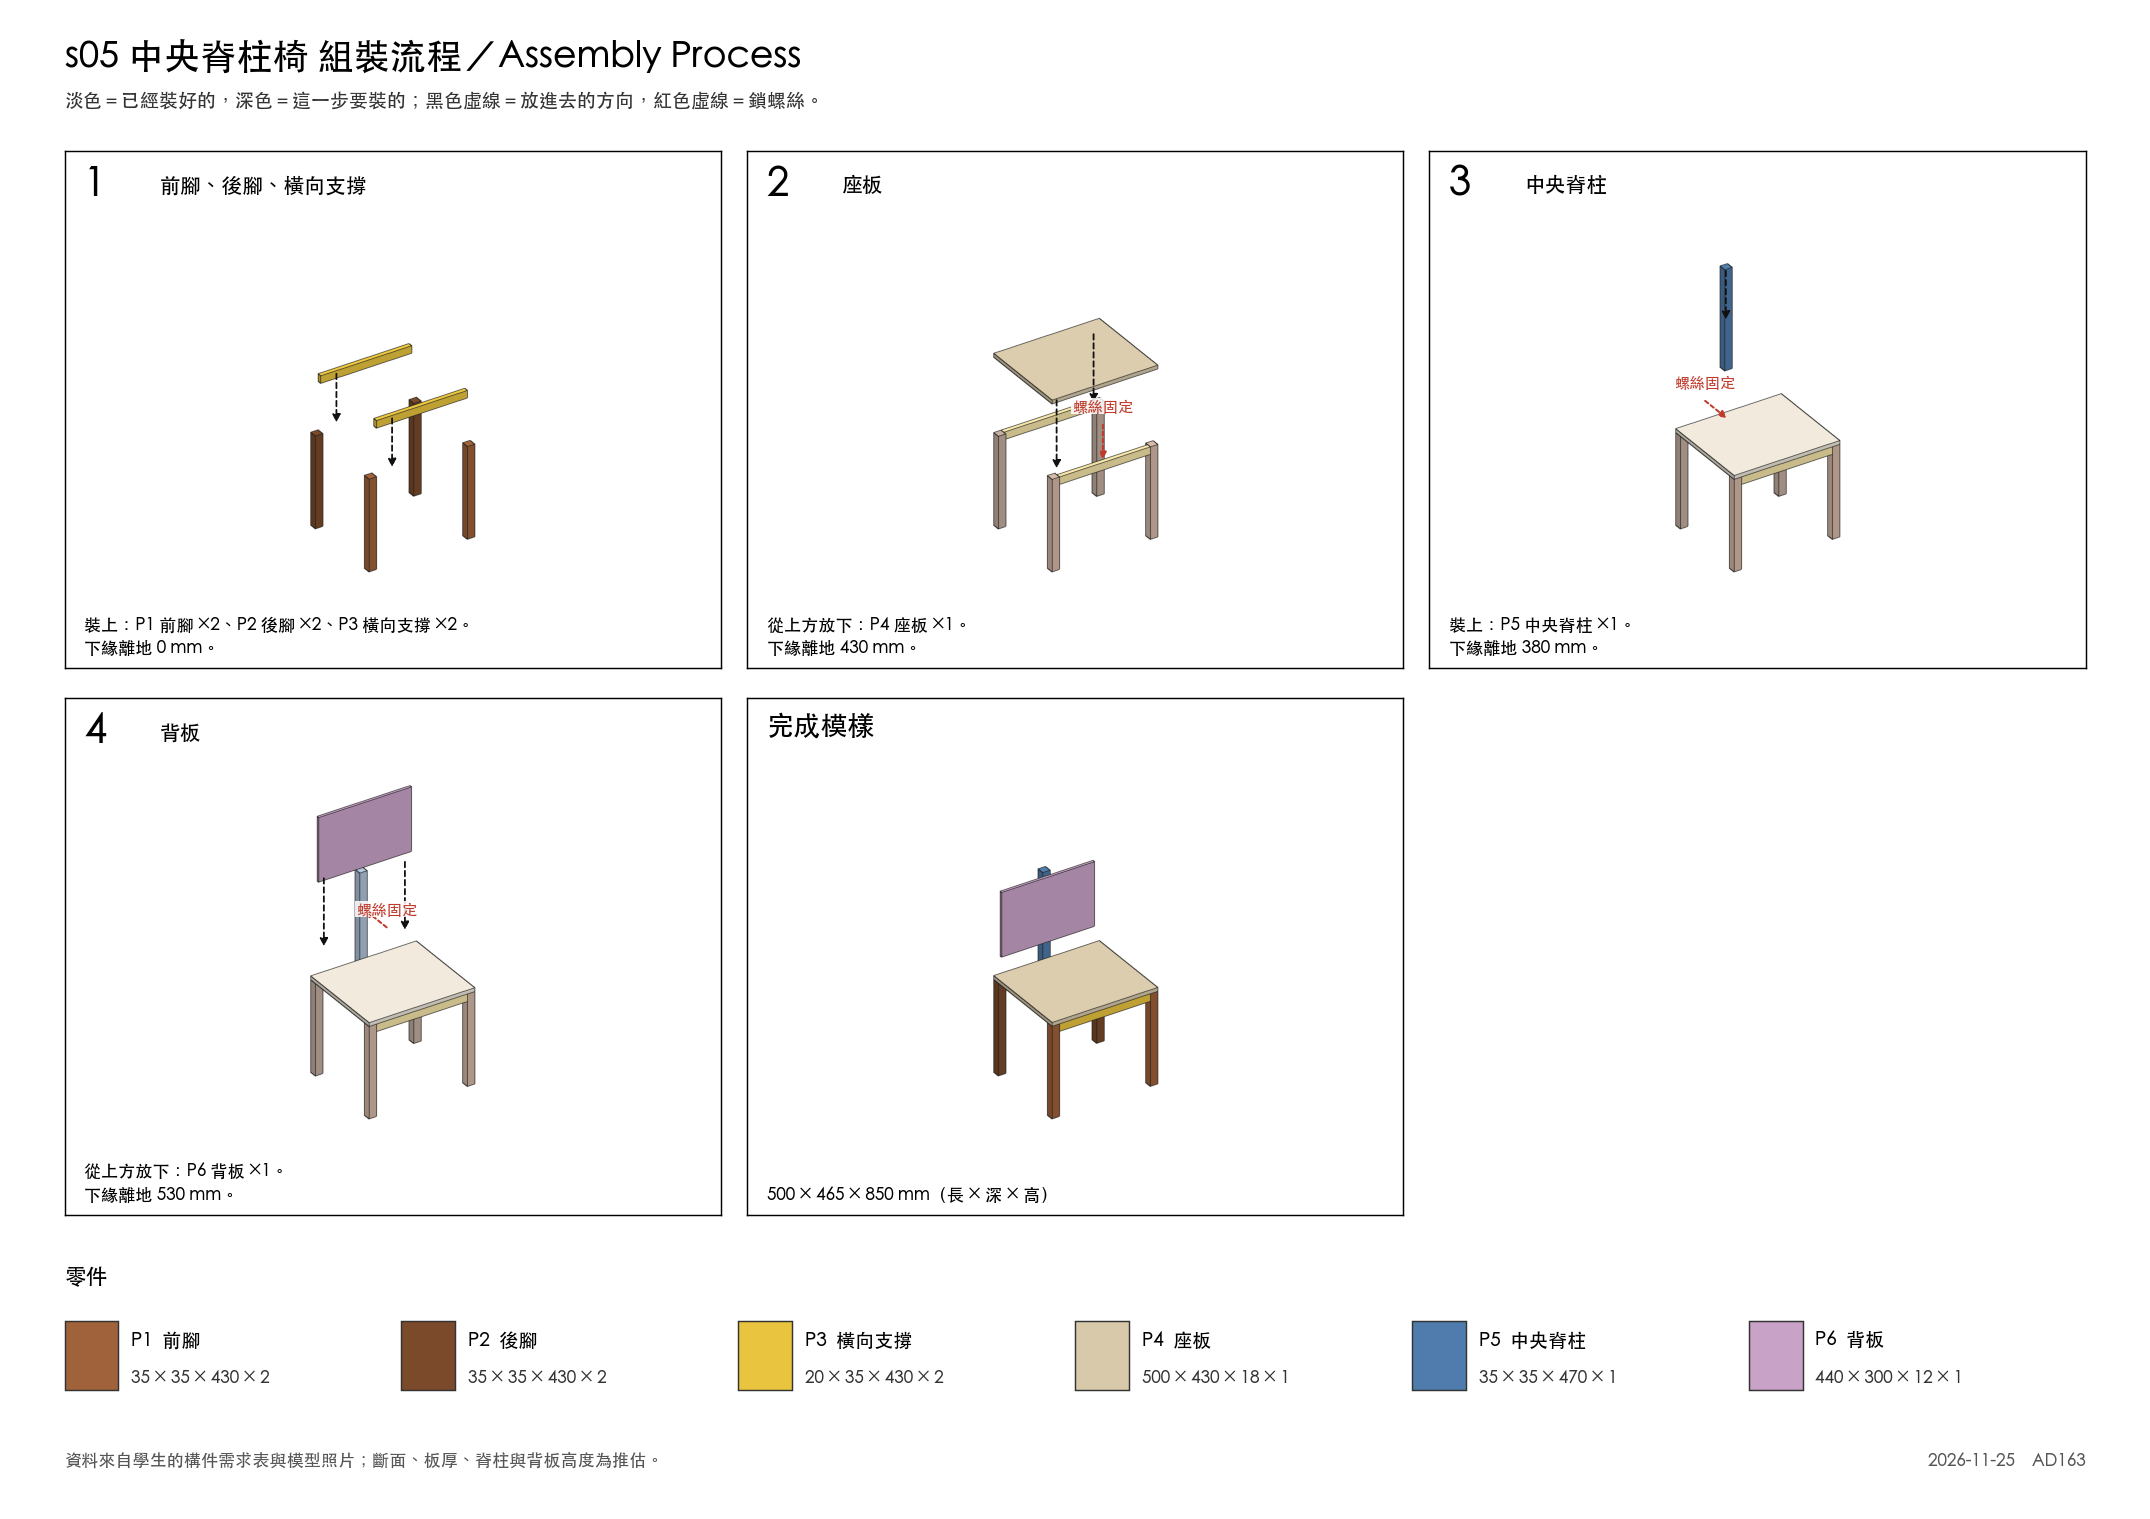 s05 中央脊柱椅 組裝流程／Assembly Process
淡色＝已經裝好的，深色＝這一步要裝的；黑色虛線＝放進去的方向，紅色虛線＝鎖螺絲。
1 前腳、後腳、橫向支撐
裝上：P1 前腳 ×2、P2 後腳 ×2、P3 橫向支撐 ×2。
下緣離地 0 mm。
2 座板
螺絲固定
從上方放下：P4 座板 ×1。
下緣離地 430 mm。
3 中央脊柱
螺絲固定
裝上：P5 中央脊柱 ×1。
下緣離地 380 mm。
4 背板
螺絲固定
從上方放下：P6 背板 ×1。
下緣離地 530 mm。
完成模樣
500 × 465 × 850 mm（長 × 深 × 高）
零件
P1 前腳
35 × 35 × 430 × 2
P2 後腳
35 × 35 × 430 × 2
P3 橫向支撐
20 × 35 × 430 × 2
P4 座板
500 × 430 × 18 × 1
P5 中央脊柱
35 × 35 × 470 × 1
P6 背板
440 × 300 × 12 × 1
資料來自學生的構件需求表與模型照片；斷面、板厚、脊柱與背板高度為推估。
2026-11-25 AD163